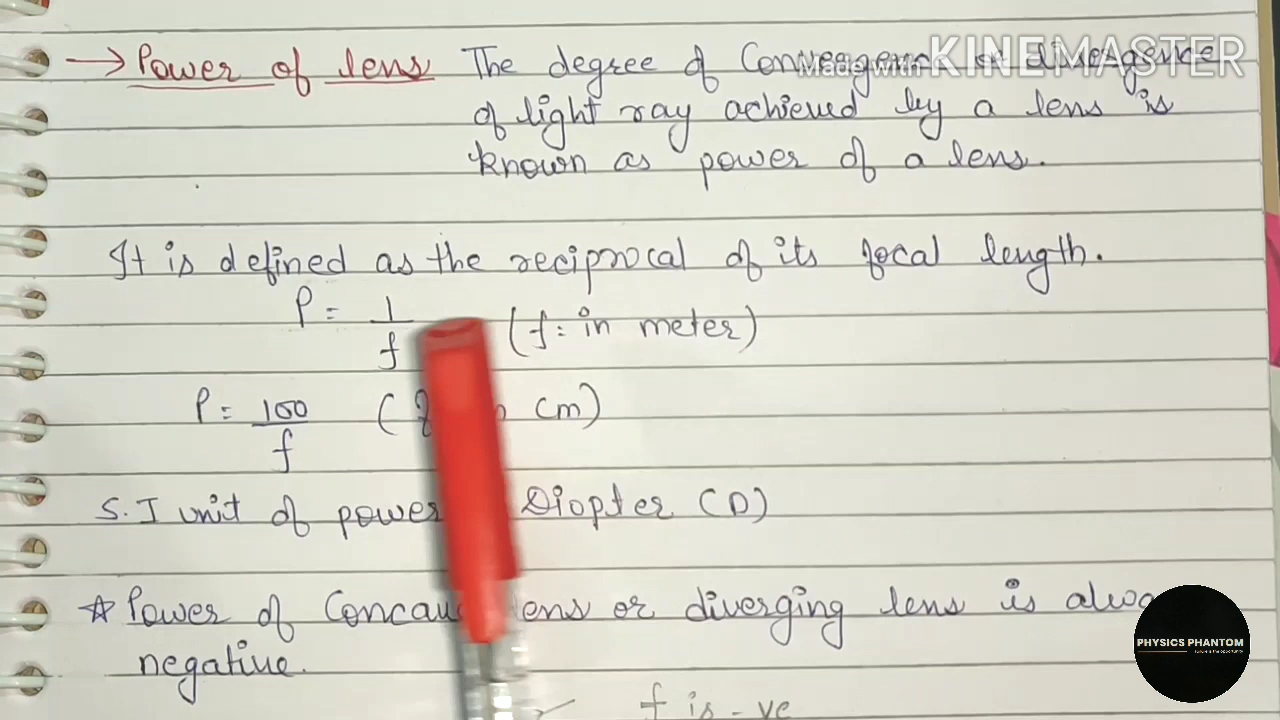 → Power of lens The degree of Convergence or divergence
Made with KINEMASTER
of light ray achieved by a lens is
known as power of a lens.
It is defined as the reciprocal of its focal length.
P = 1/f (f: in meter)
P = 100/f ( cm)
S.I unit of power Diopter (D)
☆ Power of Concave lens or diverging lens is
negative.
PHYSICS PHANTOM
f is -ve